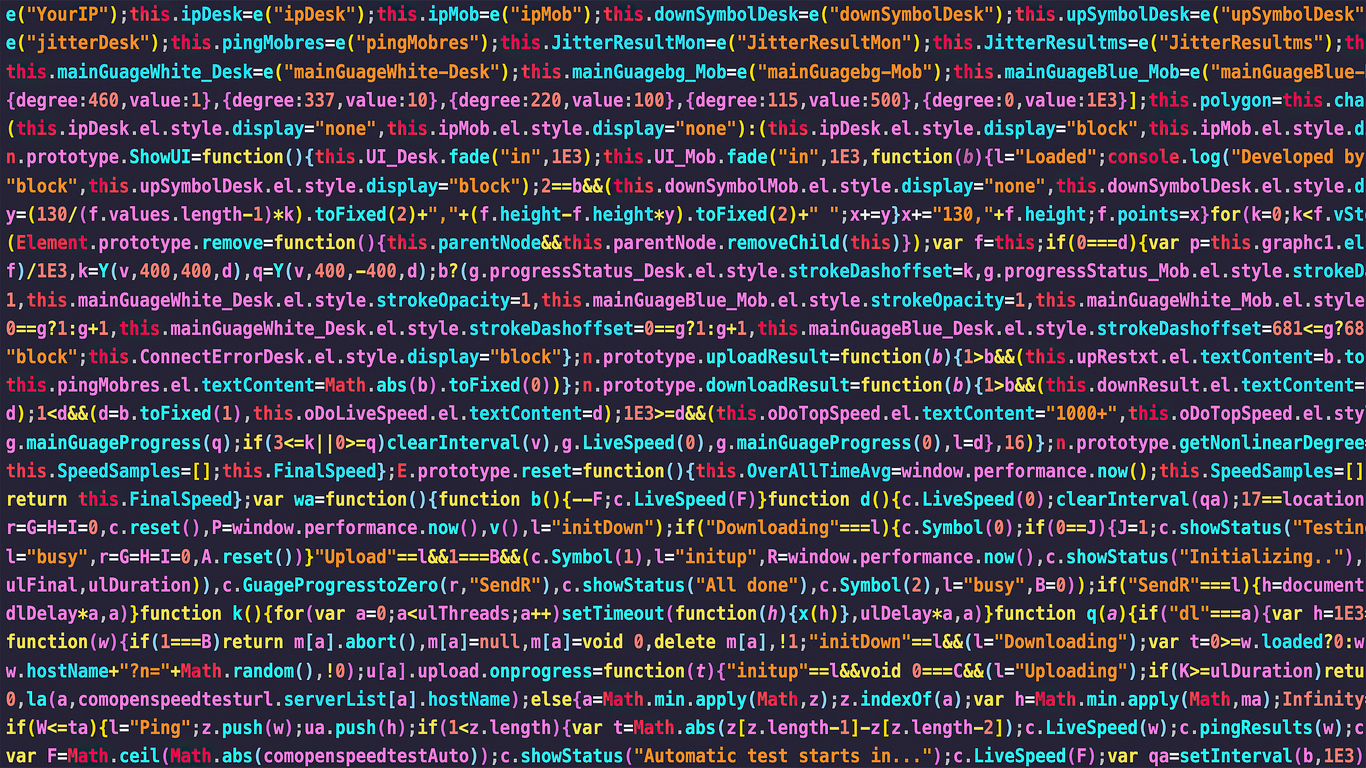 e("YourIP");this.ipDesk=e("ipDesk");this.ipMob=e("ipMob");this.downSymbolDesk=e("downSymbolDesk");this.upSymbolDesk=e("upSymbolDesk"
e("jitterDesk");this.pingMobres=e("pingMobres");this.JitterResultMon=e("JitterResultMon");this.JitterResultms=e("JitterResultms");th
this.mainGuageWhite_Desk=e("mainGuageWhite-Desk");this.mainGuagebg_Mob=e("mainGuagebg-Mob");this.mainGuageBlue_Mob=e("mainGuageBlue-
{degree:460,value:1},{degree:337,value:10},{degree:220,value:100},{degree:115,value:500},{degree:0,value:1E3}];this.polygon=this.cha
(this.ipDesk.el.style.display="none",this.ipMob.el.style.display="none"):(this.ipDesk.el.style.display="block",this.ipMob.el.style.d
n.prototype.ShowUI=function(){this.UI_Desk.fade("in",1E3);this.UI_Mob.fade("in",1E3,function(b){l="Loaded";console.log("Developed by
"block",this.upSymbolDesk.el.style.display="block");2==b&&(this.downSymbolMob.el.style.display="none",this.downSymbolDesk.el.style.d
y=(130/(f.values.length-1)*k).toFixed(2)+","+(f.height-f.height*y).toFixed(2)+" ";x+=y}x+="130,"+f.height;f.points=x}for(k=0;k<f.vSt
(Element.prototype.remove=function(){this.parentNode&&this.parentNode.removeChild(this)});var f=this;if(0===d){var p=this.graphc1.el
f)/1E3,k=Y(v,400,400,d),q=Y(v,400,-400,d);b?(g.progressStatus_Desk.el.style.strokeDashoffset=k,g.progressStatus_Mob.el.style.strokeD
1,this.mainGuageWhite_Desk.el.style.strokeOpacity=1,this.mainGuageBlue_Mob.el.style.strokeOpacity=1,this.mainGuageWhite_Mob.el.style
0==g?1:g+1,this.mainGuageWhite_Desk.el.style.strokeDashoffset=0==g?1:g+1,this.mainGuageBlue_Desk.el.style.strokeDashoffset=681<=g?68
"block";this.ConnectErrorDesk.el.style.display="block"};n.prototype.uploadResult=function(b){1>b&&(this.upRestxt.el.textContent=b.to
this.pingMobres.el.textContent=Math.abs(b).toFixed(0))};n.prototype.downloadResult=function(b){1>b&&(this.downResult.el.textContent=
d);1<d&&(d=b.toFixed(1),this.oDoLiveSpeed.el.textContent=d);1E3>=d&&(this.oDoTopSpeed.el.textContent="1000+",this.oDoTopSpeed.el.sty
g.mainGuageProgress(q);if(3<=k||0>=q)clearInterval(v),g.LiveSpeed(0),g.mainGuageProgress(0),l=d},16)};n.prototype.getNonlinearDegree
this.SpeedSamples=[];this.FinalSpeed};E.prototype.reset=function(){this.OverAllTimeAvg=window.performance.now();this.SpeedSamples=[]
return this.FinalSpeed};var wa=function(){function b(){--F;c.LiveSpeed(F)}function d(){c.LiveSpeed(0);clearInterval(qa);17==location
r=G=H=I=0,c.reset(),P=window.performance.now(),v(),l="initDown");if("Downloading"===l){c.Symbol(0);if(0==J){J=1;c.showStatus("Testin
l="busy",r=G=H=I=0,A.reset())}"Upload"==l&&1===B&&(c.Symbol(1),l="initup",R=window.performance.now(),c.showStatus("Initializing.."),
ulFinal,ulDuration)),c.GuageProgresstoZero(r,"SendR"),c.showStatus("All done"),c.Symbol(2),l="busy",B=0));if("SendR"===l){h=document
dlDelay*a,a)}function k(){for(var a=0;a<ulThreads;a++)setTimeout(function(h){x(h)},ulDelay*a,a)}function q(a){if("dl"===a){var h=1E3
function(w){if(1===B)return m[a].abort(),m[a]=null,m[a]=void 0,delete m[a],!1;"initDown"==l&&(l="Downloading");var t=0>=w.loaded?0:w
w.hostName+"?n="+Math.random(),!0);u[a].upload.onprogress=function(t){"initup"==l&&void 0===C&&(l="Uploading");if(K>=ulDuration)retu
0,la(a,comopenspeedtesturl.serverList[a].hostName);else{a=Math.min.apply(Math,z);z.indexOf(a);var h=Math.min.apply(Math,ma);Infinity
if(W<=ta){l="Ping";z.push(w);ua.push(h);if(1<z.length){var t=Math.abs(z[z.length-1]-z[z.length-2]);c.LiveSpeed(w);c.pingResults(w);c
var F=Math.ceil(Math.abs(comopenspeedtestAuto));c.showStatus("Automatic test starts in...");c.LiveSpeed(F);var qa=setInterval(b,1E3)